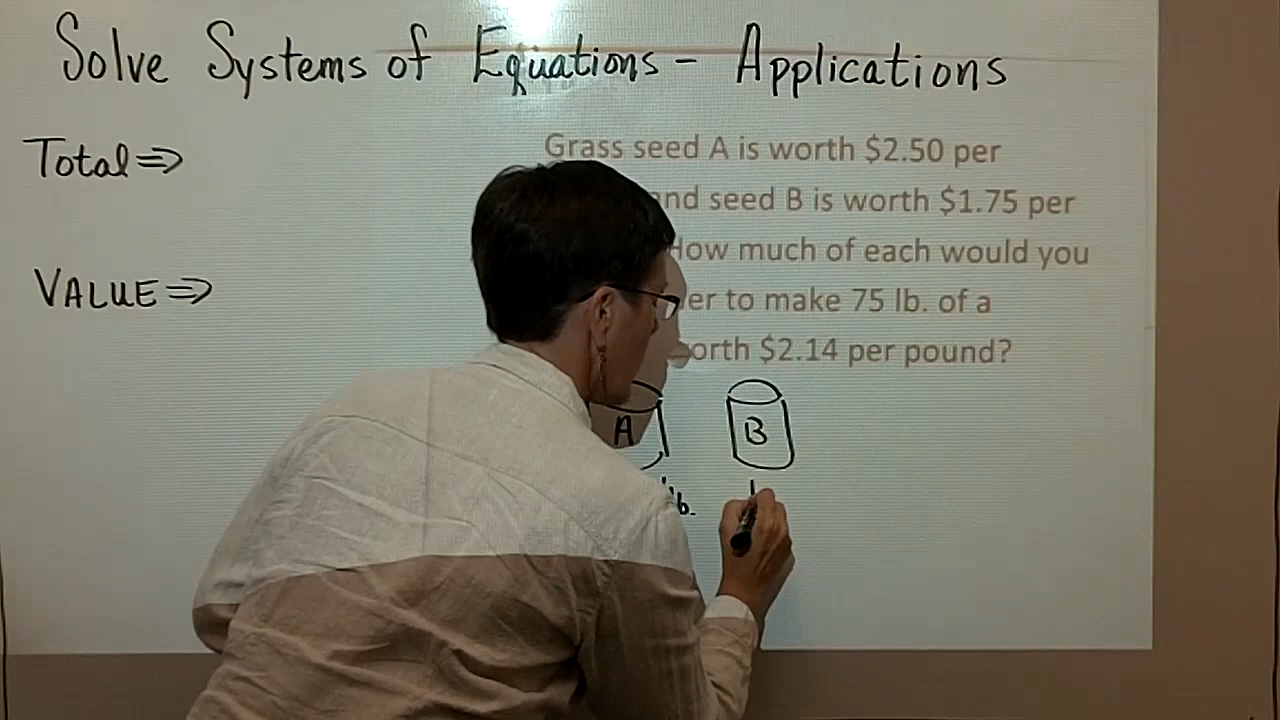 Solve Systems of Equations - Applications
Total ⇒
Grass seed A is worth $2.50 per
nd seed B is worth $1.75 per
How much of each would you
VALUE ⇒
er to make 75 lb. of a
orth $2.14 per pound?
A
B
lb.